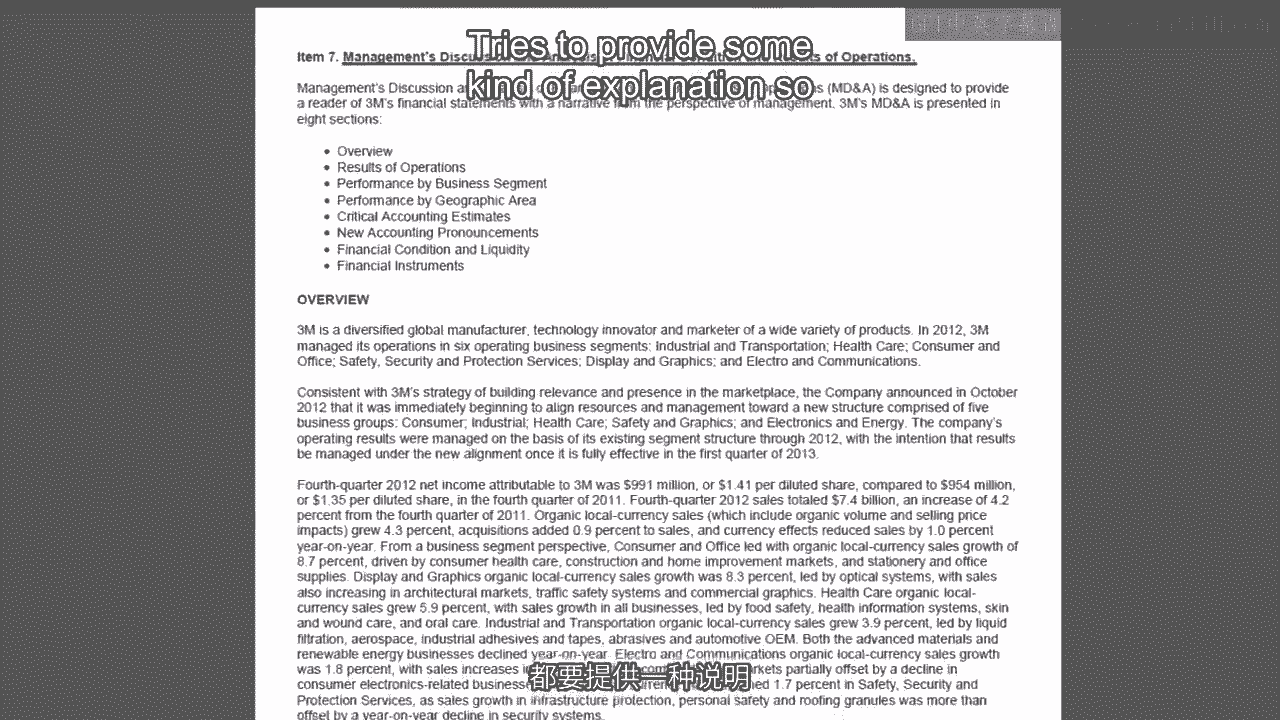 Tries to provide some
kind of explanation so
Item 7. Management's Discussion Results of Operations.
Management's Discussion (MD&A) is designed to provide
a reader of 3M's financial statements with a narrative from the perspective of management. 3M's MD&A is presented in
eight sections:
• Overview
• Results of Operations
• Performance by Business Segment
• Performance by Geographic Area
• Critical Accounting Estimates
• New Accounting Pronouncements
• Financial Condition and Liquidity
• Financial Instruments
OVERVIEW
3M is a diversified global manufacturer, technology innovator and marketer of a wide variety of products. In 2012, 3M
managed its operations in six operating business segments: Industrial and Transportation; Health Care; Consumer and
Office; Safety, Security and Protection Services; Display and Graphics; and Electro and Communications.
Consistent with 3M's strategy of building relevance and presence in the marketplace, the Company announced in October
2012 that it was immediately beginning to align resources and management toward a new structure comprised of five
business groups: Consumer; Industrial; Health Care; Safety and Graphics; and Electronics and Energy. The company's
operating results were managed on the basis of its existing segment structure through 2012, with the intention that results
be managed under the new alignment once it is fully effective in the first quarter of 2013.
Fourth-quarter 2012 net income attributable to 3M was $991 million, or $1.41 per diluted share, compared to $954 million,
or $1.35 per diluted share, in the fourth quarter of 2011. Fourth-quarter 2012 sales totaled $7.4 billion, an increase of 4.2
percent from the fourth quarter of 2011. Organic local-currency sales (which include organic volume and selling price
impacts) grew 4.3 percent, acquisitions added 0.9 percent to sales, and currency effects reduced sales by 1.0 percent
year-on-year. From a business segment perspective, Consumer and Office led with organic local-currency sales growth of
8.7 percent, driven by consumer health care, construction and home improvement markets, and stationery and office
supplies. Display and Graphics organic local-currency sales growth was 8.3 percent, led by optical systems, with sales
also increasing in architectural markets, traffic safety systems and commercial graphics. Health Care organic local-
currency sales grew 5.9 percent, with sales growth in all businesses, led by food safety, health information systems, skin
and wound care, and oral care. Industrial and Transportation organic local-currency sales grew 3.9 percent, led by liquid
filtration, aerospace, industrial adhesives and tapes, abrasives and automotive OEM. Both the advanced materials and
renewable energy businesses declined year-on-year. Electro and Communications organic local-currency sales growth
was 1.8 percent, with sales increases in markets partially offset by a decline in
consumer electronics-related 1.7 percent in Safety, Security and
Protection Services, as sales growth in infrastructure protection, personal safety and roofing granules was more than
offset by a year-on-year decline in security systems.
都要提供一种说明